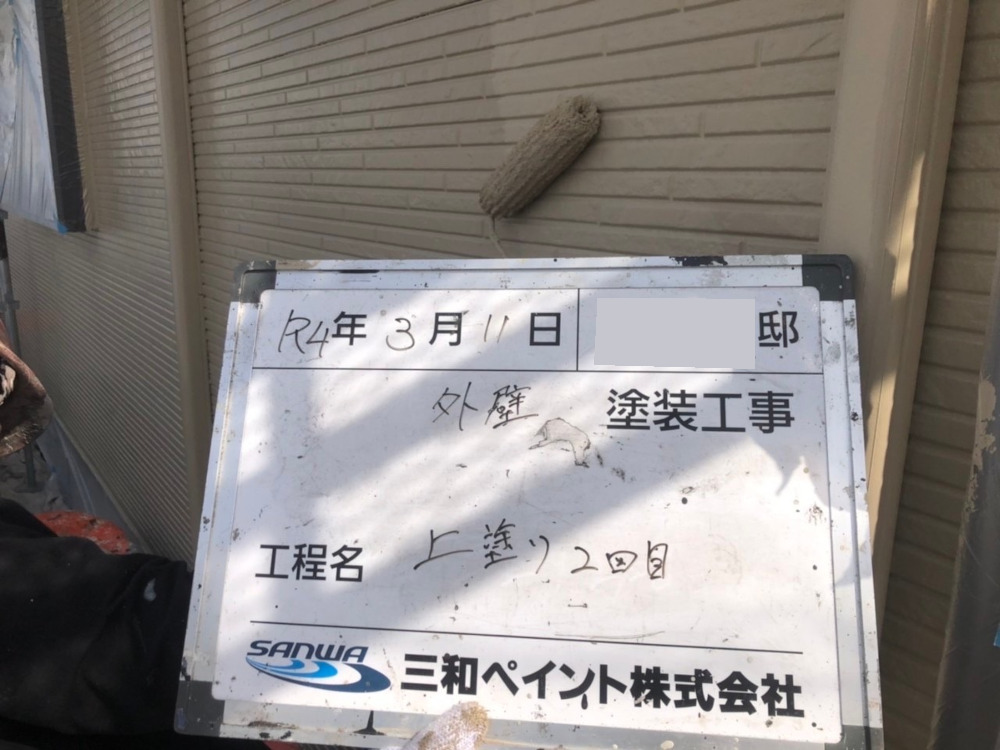 R4年 3月11日 邸
外壁 塗装工事
工程名 上塗り2回目
SANWA 三和ペイント株式会社